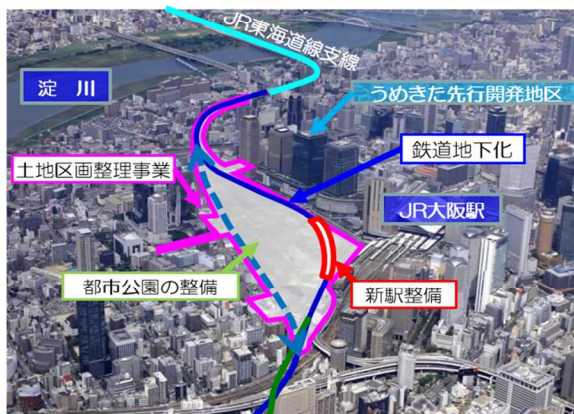 JR東海道線支線
淀 川
うめきた先行開発地区
鉄道地下化
土地区画整理事業
JR大阪駅
都市公園の整備
新駅整備